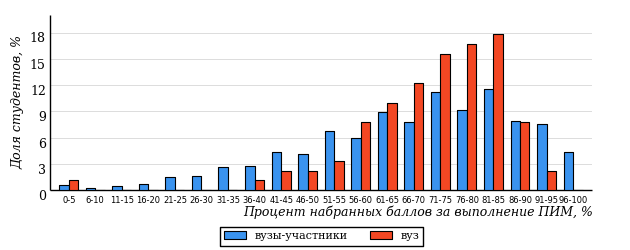 Доля студентов, %
18
15
12
9
6
3
0
0-5 6-10 11-15 16-20 21-25 26-30 31-35 36-40 41-45 46-50 51-55 56-60 61-65 66-70 71-75 76-80 81-85 86-90 91-95 96-100
Процент набранных баллов за выполнение ПИМ, %
вузы-участники вуз